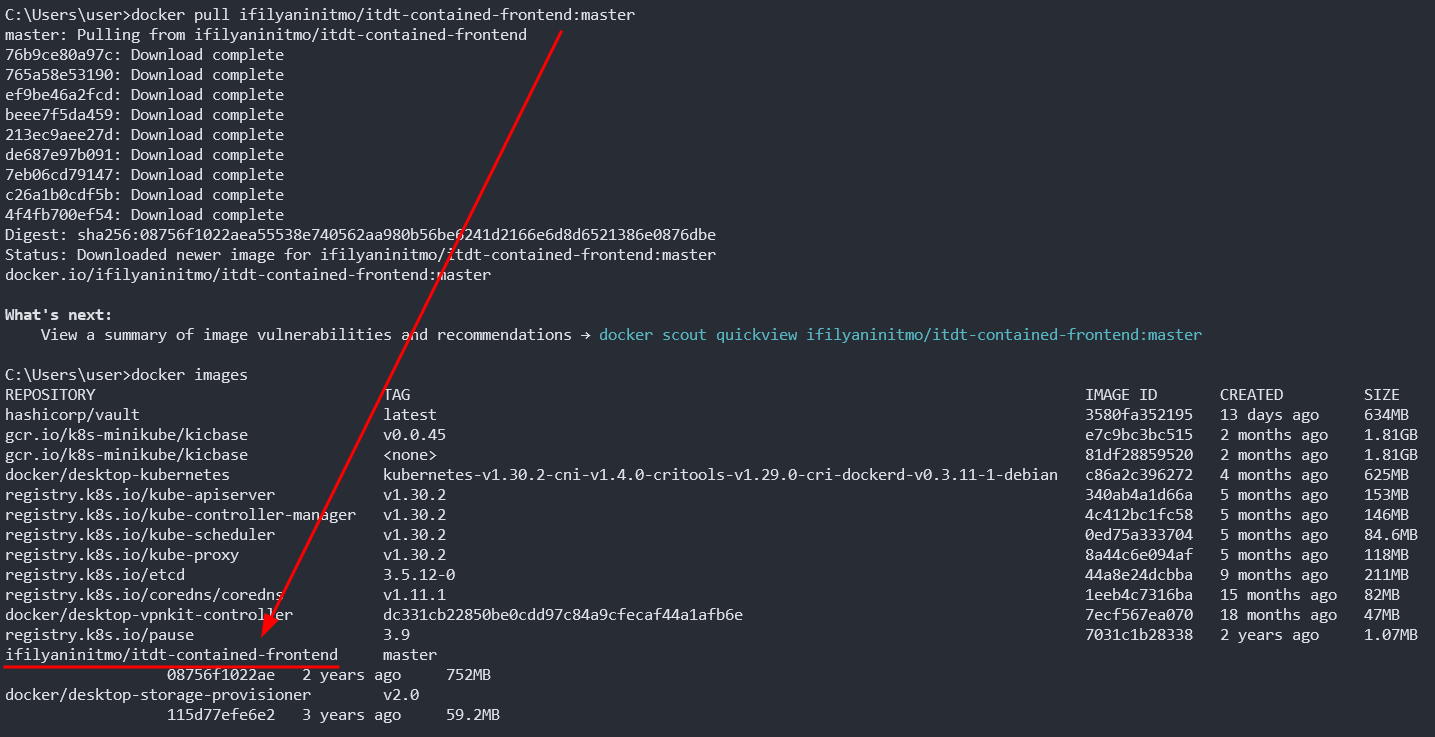 C:\Users\user>docker pull ifilyaninitmo/itdt-contained-frontend:master
master: Pulling from ifilyaninitmo/itdt-contained-frontend
76b9ce80a97c: Download complete
765a58e53190: Download complete
ef9be46a2fcd: Download complete
beee7f5da459: Download complete
213ec9aee27d: Download complete
de687e97b091: Download complete
7eb06cd79147: Download complete
c26a1b0cdf5b: Download complete
4f4fb700ef54: Download complete
Digest: sha256:08756f1022aea55538e740562aa980b56be6241d2166e6d8d6521386e0876dbe
Status: Downloaded newer image for ifilyaninitmo/itdt-contained-frontend:master
docker.io/ifilyaninitmo/itdt-contained-frontend:master
What's next:
View a summary of image vulnerabilities and recommendations → docker scout quickview ifilyaninitmo/itdt-contained-frontend:master
C:\Users\user>docker images
REPOSITORY TAG IMAGE ID CREATED SIZE
hashicorp/vault latest 3580fa352195 13 days ago 634MB
gcr.io/k8s-minikube/kicbase v0.0.45 e7c9bc3bc515 2 months ago 1.81GB
gcr.io/k8s-minikube/kicbase <none> 81df28859520 2 months ago 1.81GB
docker/desktop-kubernetes kubernetes-v1.30.2-cni-v1.4.0-critools-v1.29.0-cri-dockerd-v0.3.11-1-debian c86a2c396272 4 months ago 625MB
registry.k8s.io/kube-apiserver v1.30.2 340ab4a1d66a 5 months ago 153MB
registry.k8s.io/kube-controller-manager v1.30.2 4c412bc1fc58 5 months ago 146MB
registry.k8s.io/kube-scheduler v1.30.2 0ed75a333704 5 months ago 84.6MB
registry.k8s.io/kube-proxy v1.30.2 8a44c6e094af 5 months ago 118MB
registry.k8s.io/etcd 3.5.12-0 44a8e24dcbba 9 months ago 211MB
registry.k8s.io/coredns/coredns v1.11.1 1eeb4c7316ba 15 months ago 82MB
docker/desktop-vpnkit-controller dc331cb22850be0cdd97c84a9cfecaf44a1afb6e 7ecf567ea070 18 months ago 47MB
registry.k8s.io/pause 3.9 7031c1b28338 2 years ago 1.07MB
ifilyaninitmo/itdt-contained-frontend master
08756f1022ae 2 years ago 752MB
docker/desktop-storage-provisioner v2.0
115d77efe6e2 3 years ago 59.2MB